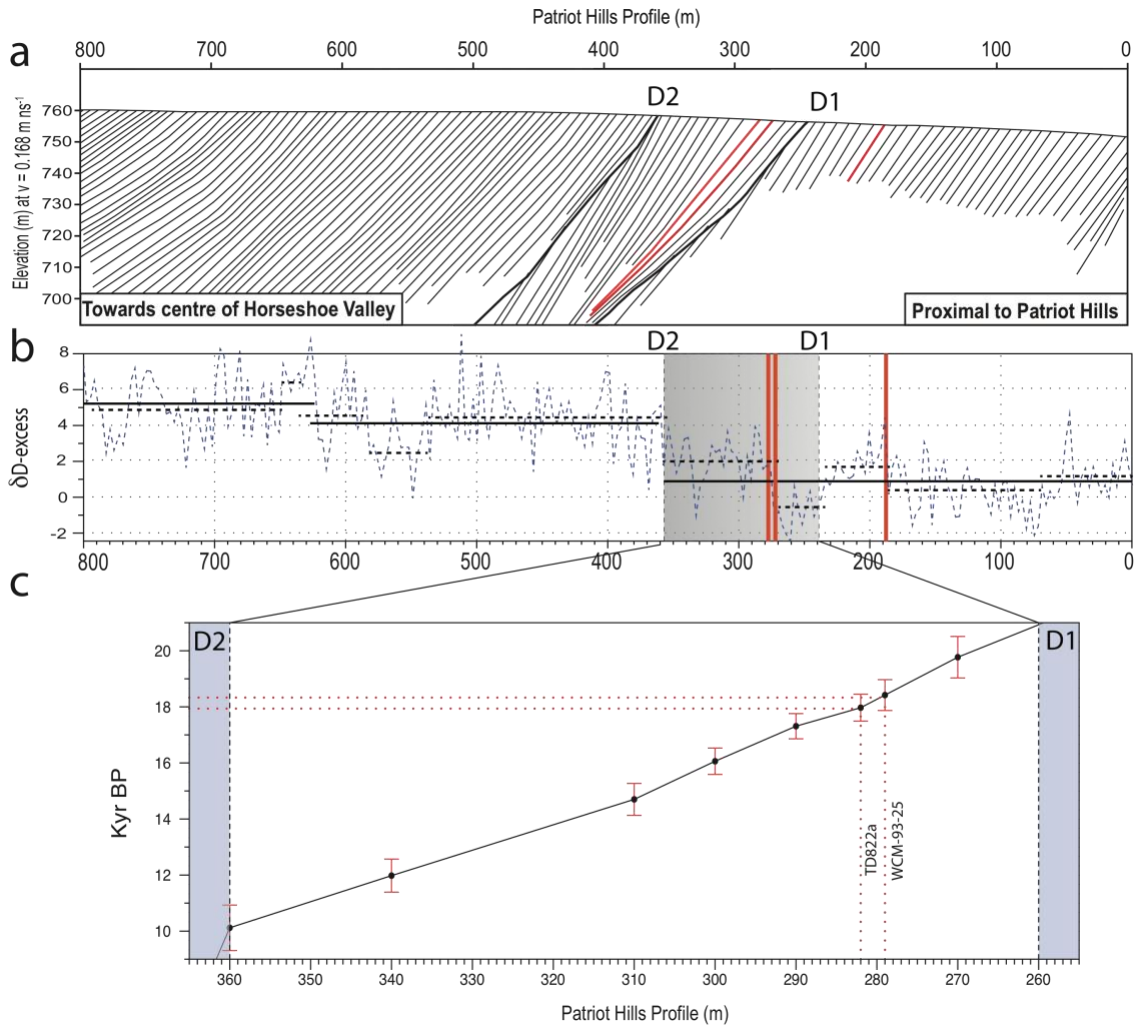 Patriot Hills Profile (m)
a
800 700 600 500 400 300 200 100 0
D2 D1
760
750
740
730
720
710
700
Elevation (m) at v = 0.168 m ns⁻¹
Towards centre of Horseshoe Valley
Proximal to Patriot Hills
b
D2 D1
8
6
4
2
0
-2
δD-excess
800 700 600 500 400 300 200 100 0
c
D2 D1
20
18
16
14
12
10
Kyr BP
TD822a
WCM-93-25
360 350 340 330 320 310 300 290 280 270 260
Patriot Hills Profile (m)